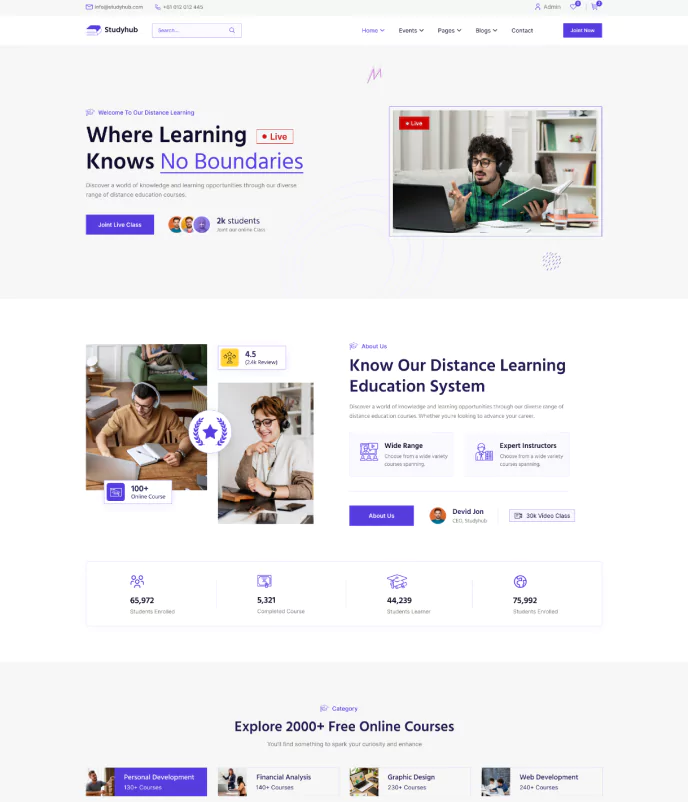 info@studyhub.com
+61 012 012 445
Admin
Studyhub
Search...
Home
Events
Pages
Blogs
Contact
Joint Now
Welcome To Our Distance Learning
Where Learning
Live
Knows No Boundaries
Discover a world of knowledge and learning opportunities through our diverse
range of distance education courses.
Joint Live Class
2k students
Joint our online Class
Live
4.5
(2.4k Review)
100+
Online Course
About Us
Know Our Distance Learning
Education System
Discover a world of knowledge and learning opportunities through our divere range of
distance education courses. Whether you're looking to advance your career.
Wide Range
Choose from a wide variety
courses spanning.
Expert Instructors
Choose from a wide variety
courses spanning.
About Us
Devid Jon
CEO, Studyhub
30k Video Class
65,972
Students Enrolled
5,321
Completed Course
44,239
Students Learner
75,992
Students Enrolled
Category
Explore 2000+ Free Online Courses
You'll find something to spark your curiosity and enhance
Personal Development
130+ Courses
Financial Analysis
140+ Courses
Graphic Design
230+ Courses
Web Development
240+ Courses